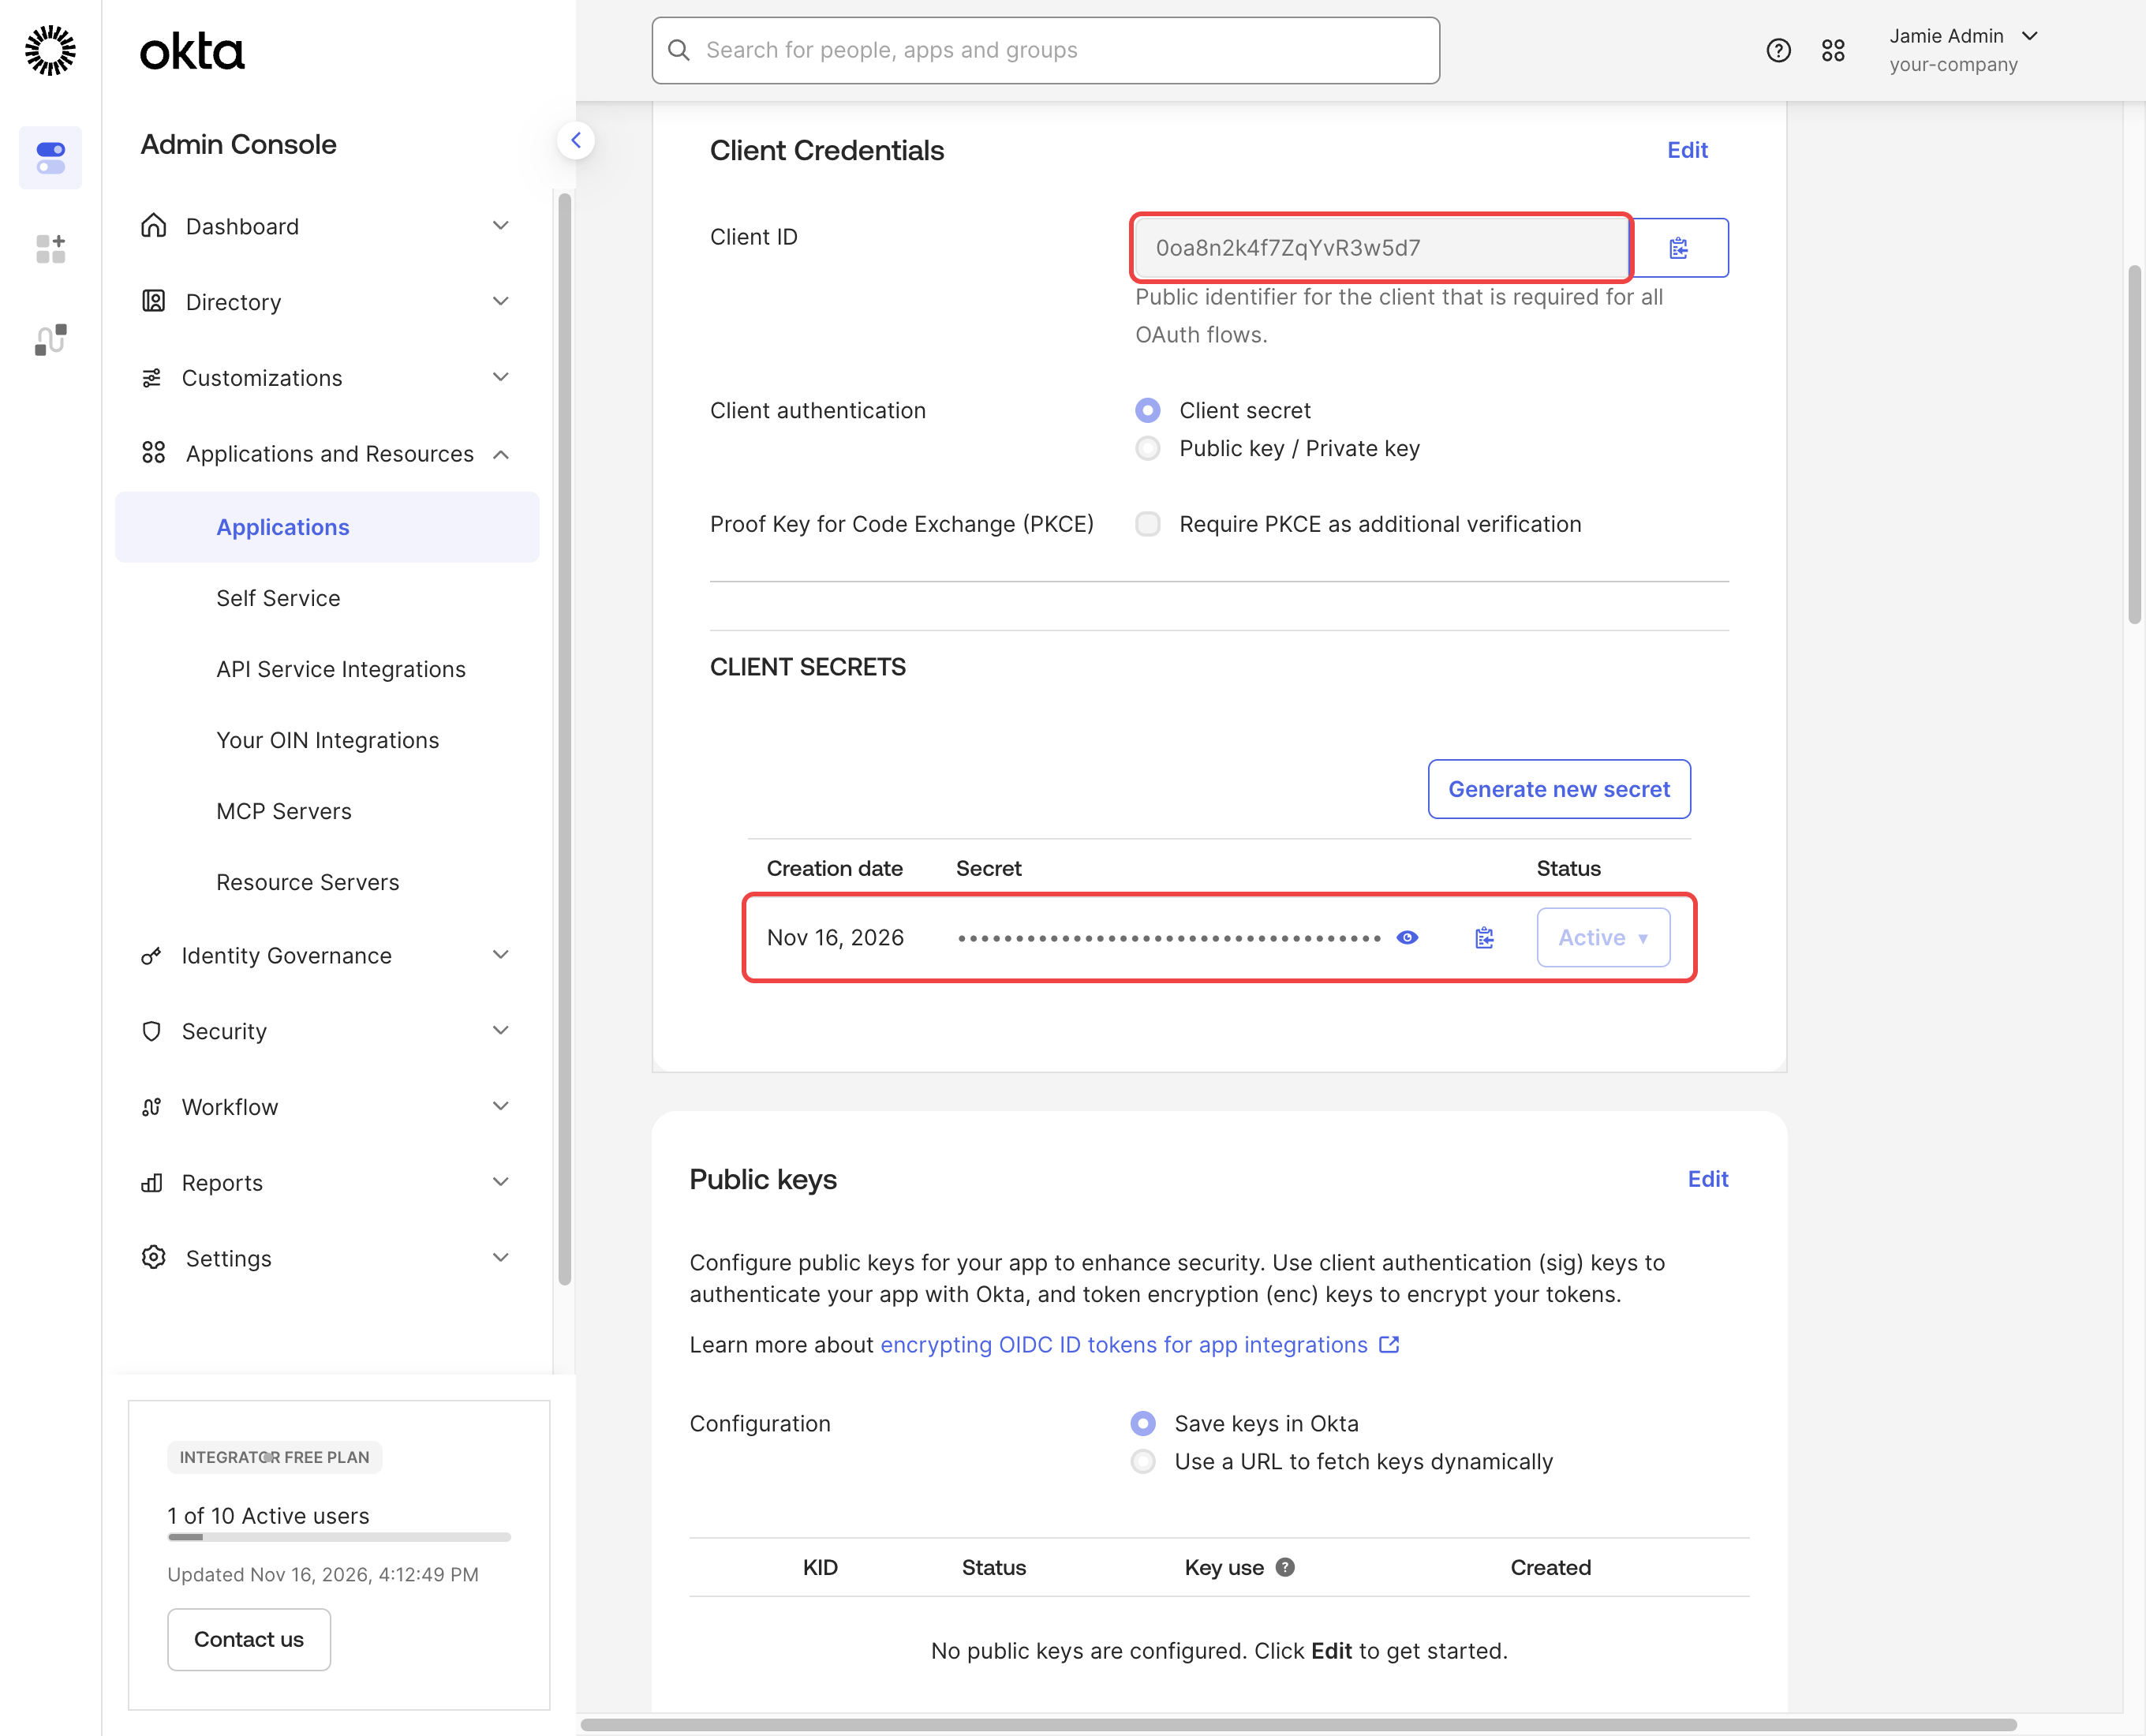 okta
Search for people, apps and groups
Jamie Admin
your-company
Admin Console
Dashboard
Directory
Customizations
Applications and Resources
Applications
Self Service
API Service Integrations
Your OIN Integrations
MCP Servers
Resource Servers
Identity Governance
Security
Workflow
Reports
Settings
INTEGRATOR FREE PLAN
1 of 10 Active users
Updated Nov 16, 2026, 4:12:49 PM
Contact us
Client Credentials
Edit
Client ID
0oa8n2k4f7ZqYvR3w5d7
Public identifier for the client that is required for all
OAuth flows.
Client authentication
Client secret
Public key / Private key
Proof Key for Code Exchange (PKCE)
Require PKCE as additional verification
CLIENT SECRETS
Generate new secret
Creation date Secret Status
Nov 16, 2026 ••••••••••••••••••••••••••••••••••••• Active
Public keys
Edit
Configure public keys for your app to enhance security. Use client authentication (sig) keys to
authenticate your app with Okta, and token encryption (enc) keys to encrypt your tokens.
Learn more about encrypting OIDC ID tokens for app integrations
Configuration
Save keys in Okta
Use a URL to fetch keys dynamically
KID Status Key use Created
No public keys are configured. Click Edit to get started.